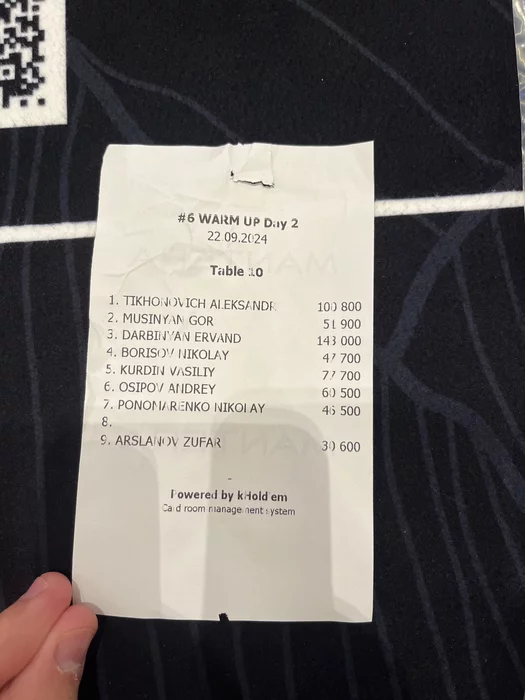 #6 WARM UP Day 2
22.09.2024
Table 10
1. TIKHONOVICH ALEKSANDR 100 800
2. MUSINYAN GOR 51 900
3. DARBINYAN ERVAND 143 000
4. BORISOV NIKOLAY 47 700
5. KURDIN VASILIY 77 700
6. OSIPOV ANDREY 60 500
7. PONOMARENKO NIKOLAY 46 500
8.
9. ARSLANOV ZUFAR 30 600
-
Powered by kHold'em
Card room management system